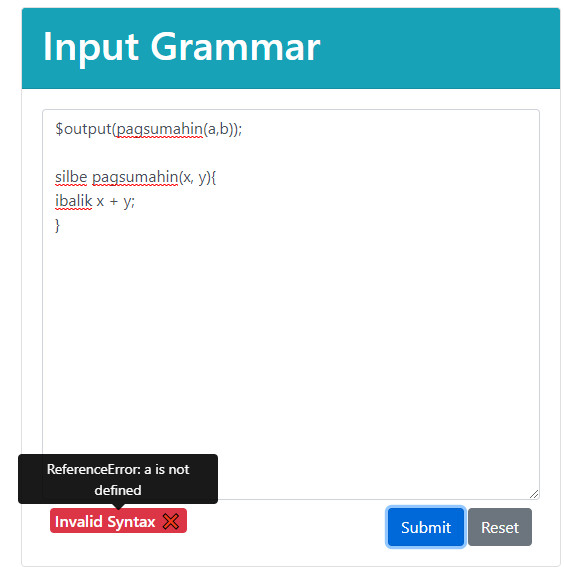 Input Grammar
$output(pagsumahin(a,b));
silbe pagsumahin(x, y){
ibalik x + y;
}
ReferenceError: a is not
defined
Invalid Syntax
Submit
Reset